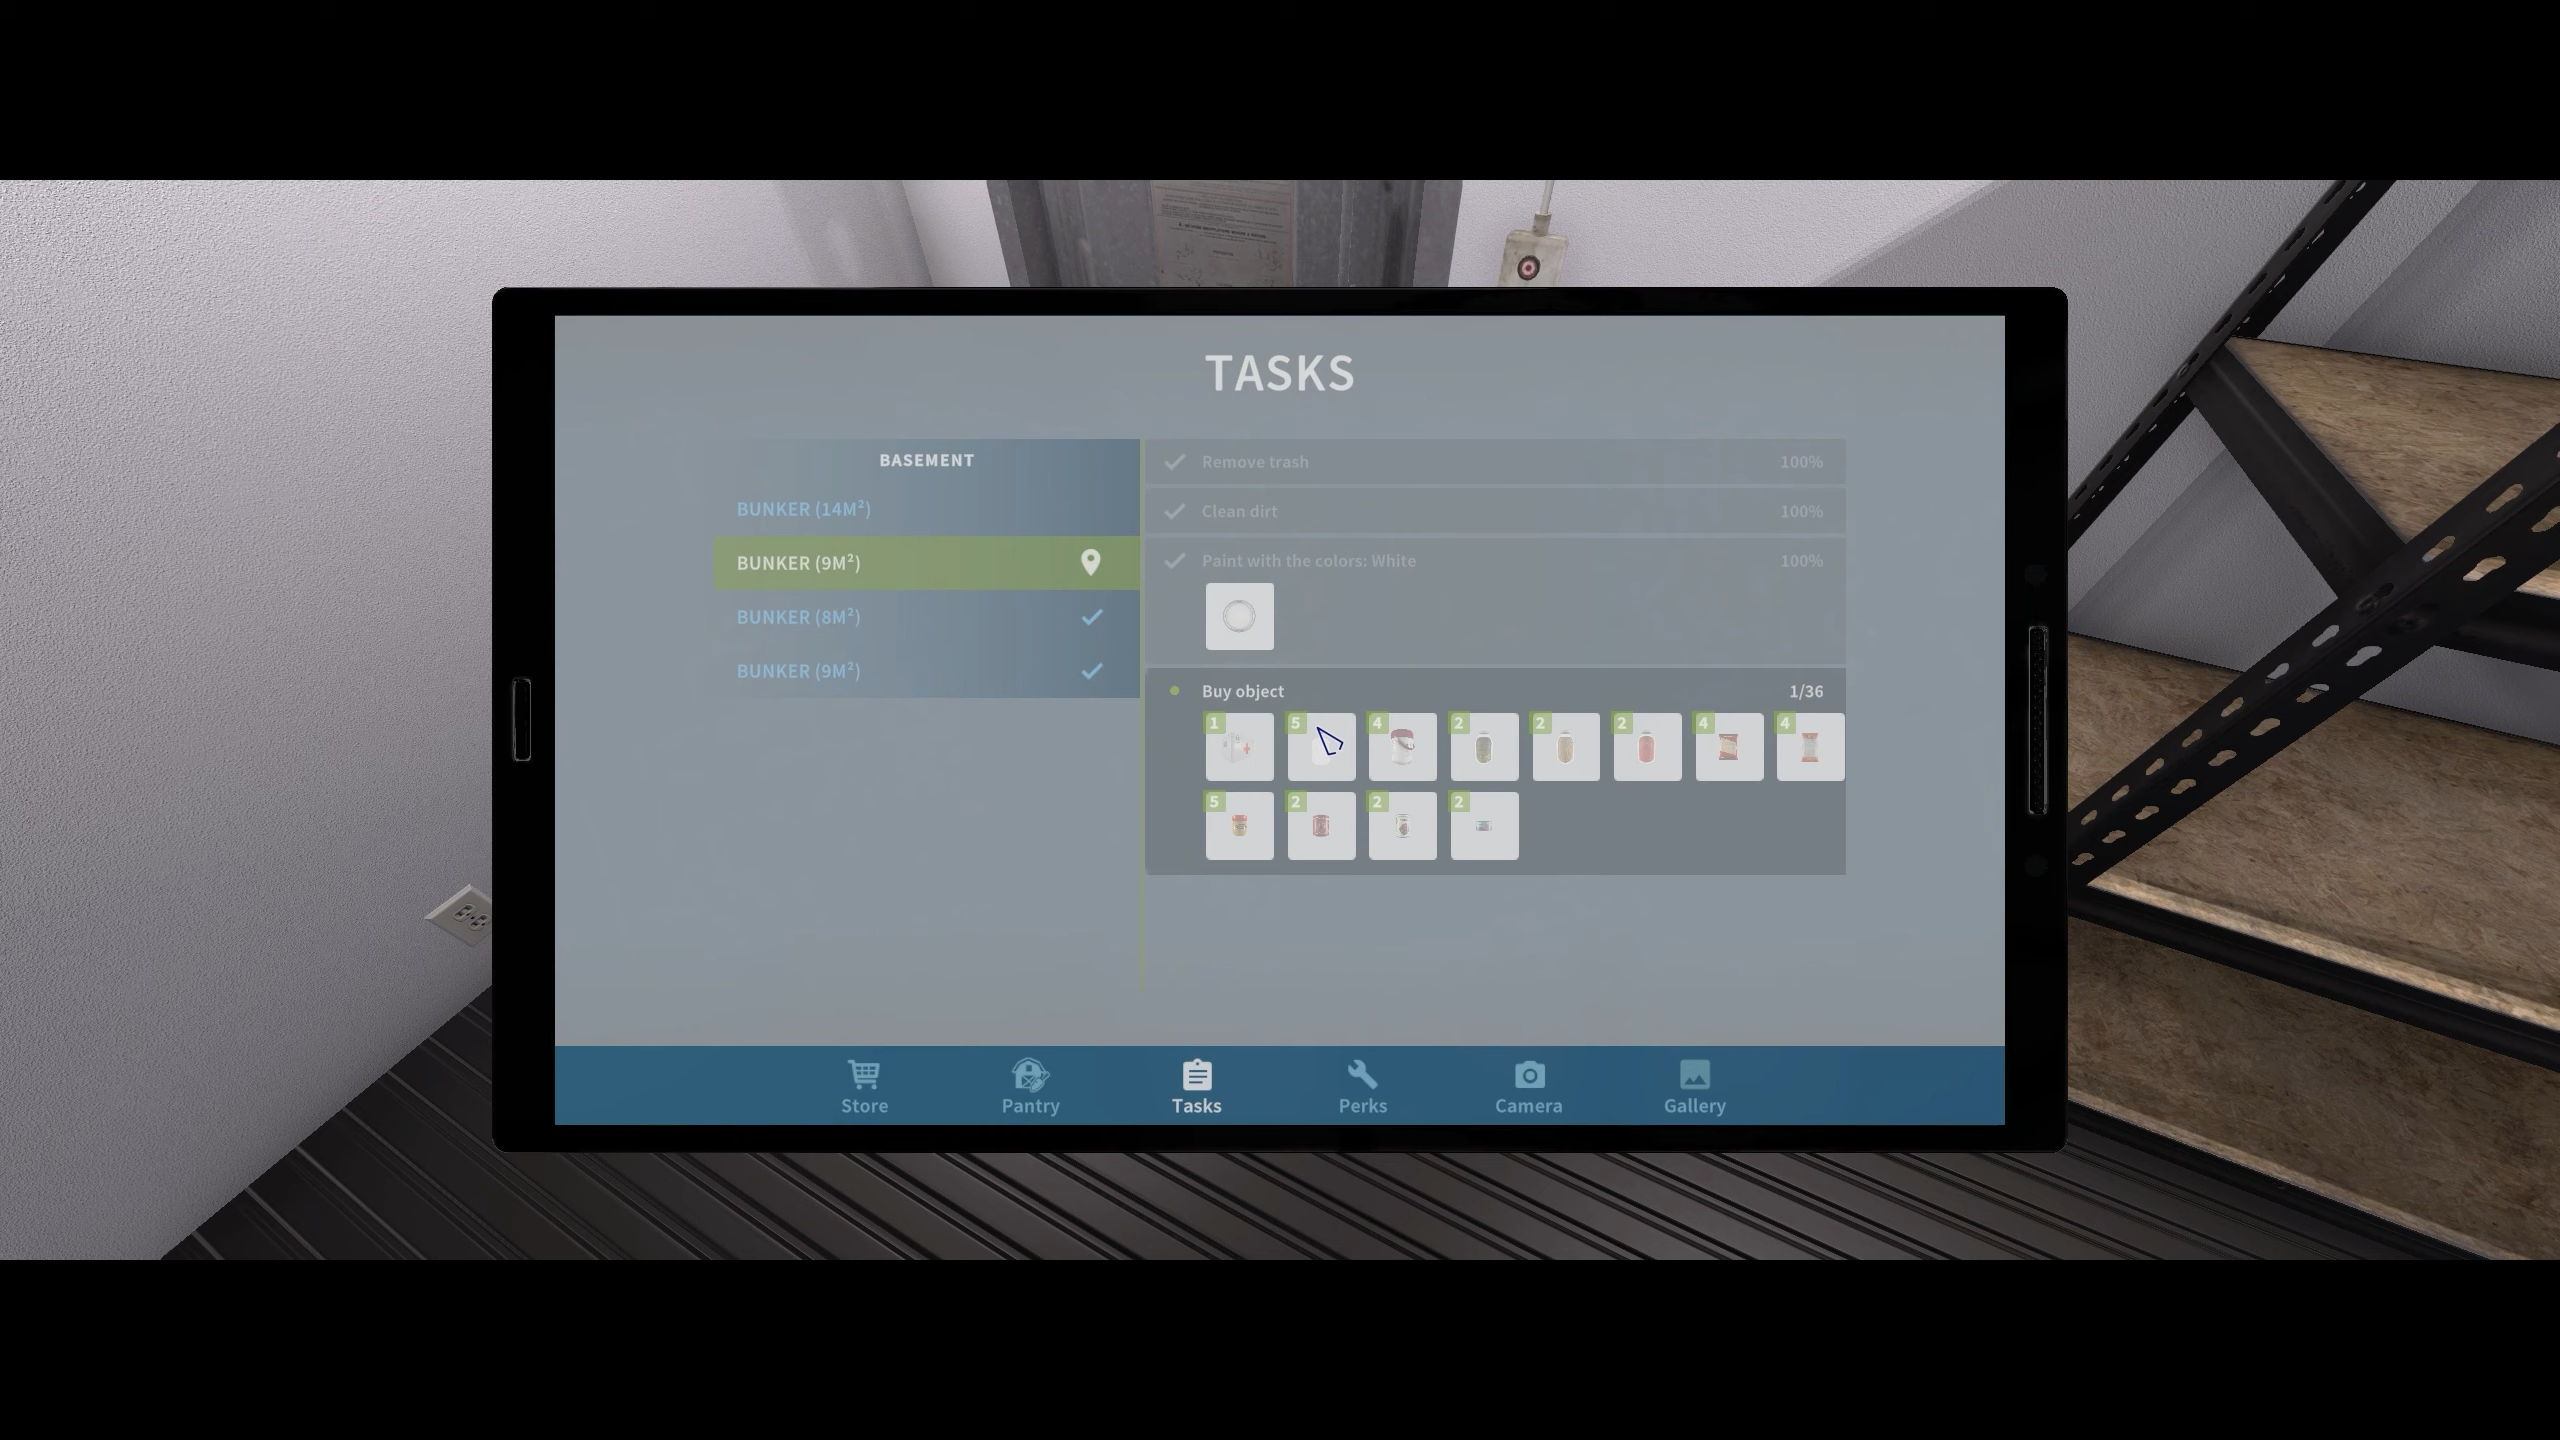 TASKS
BASEMENT
BUNKER (14M²)
BUNKER (9M²)
BUNKER (8M²)
BUNKER (9M²)
Remove trash 100%
Clean dirt 100%
Paint with the colors: White 100%
Buy object 1/36
1 5 4 2 2 2 4 4
5 2 2 2
Store Pantry Tasks Perks Camera Gallery